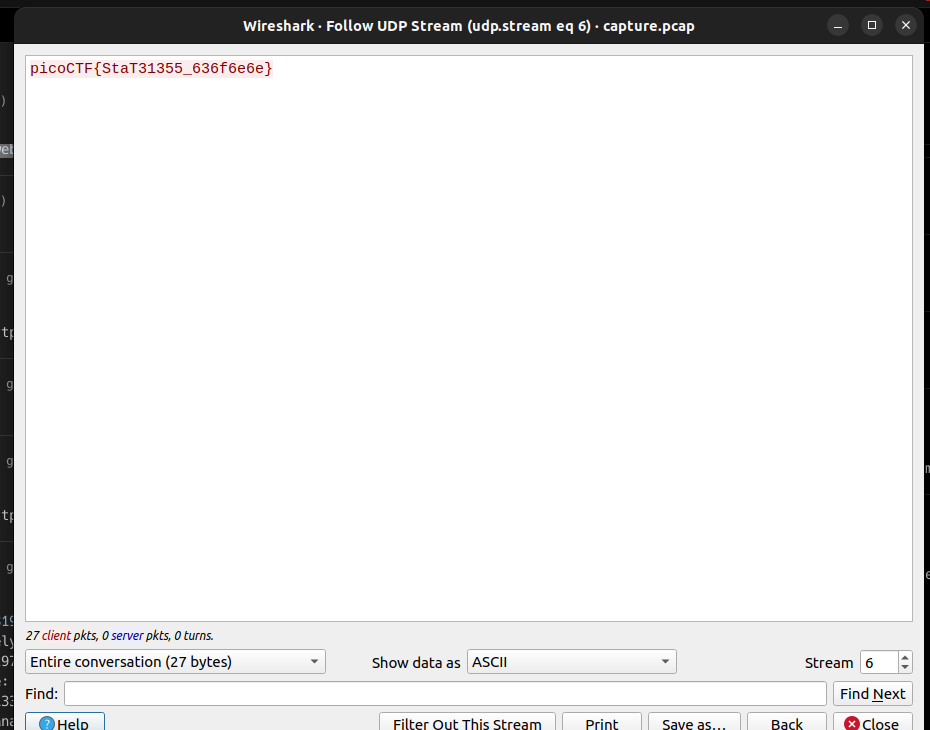 Wireshark · Follow UDP Stream (udp.stream eq 6) · capture.pcap
picoCTF{StaT31355_636f6e6e}
27 client pkts, 0 server pkts, 0 turns.
Entire conversation (27 bytes)
Show data as
ASCII
Stream
6
Find:
Find Next
Help
Filter Out This Stream
Print
Save as…
Back
Close